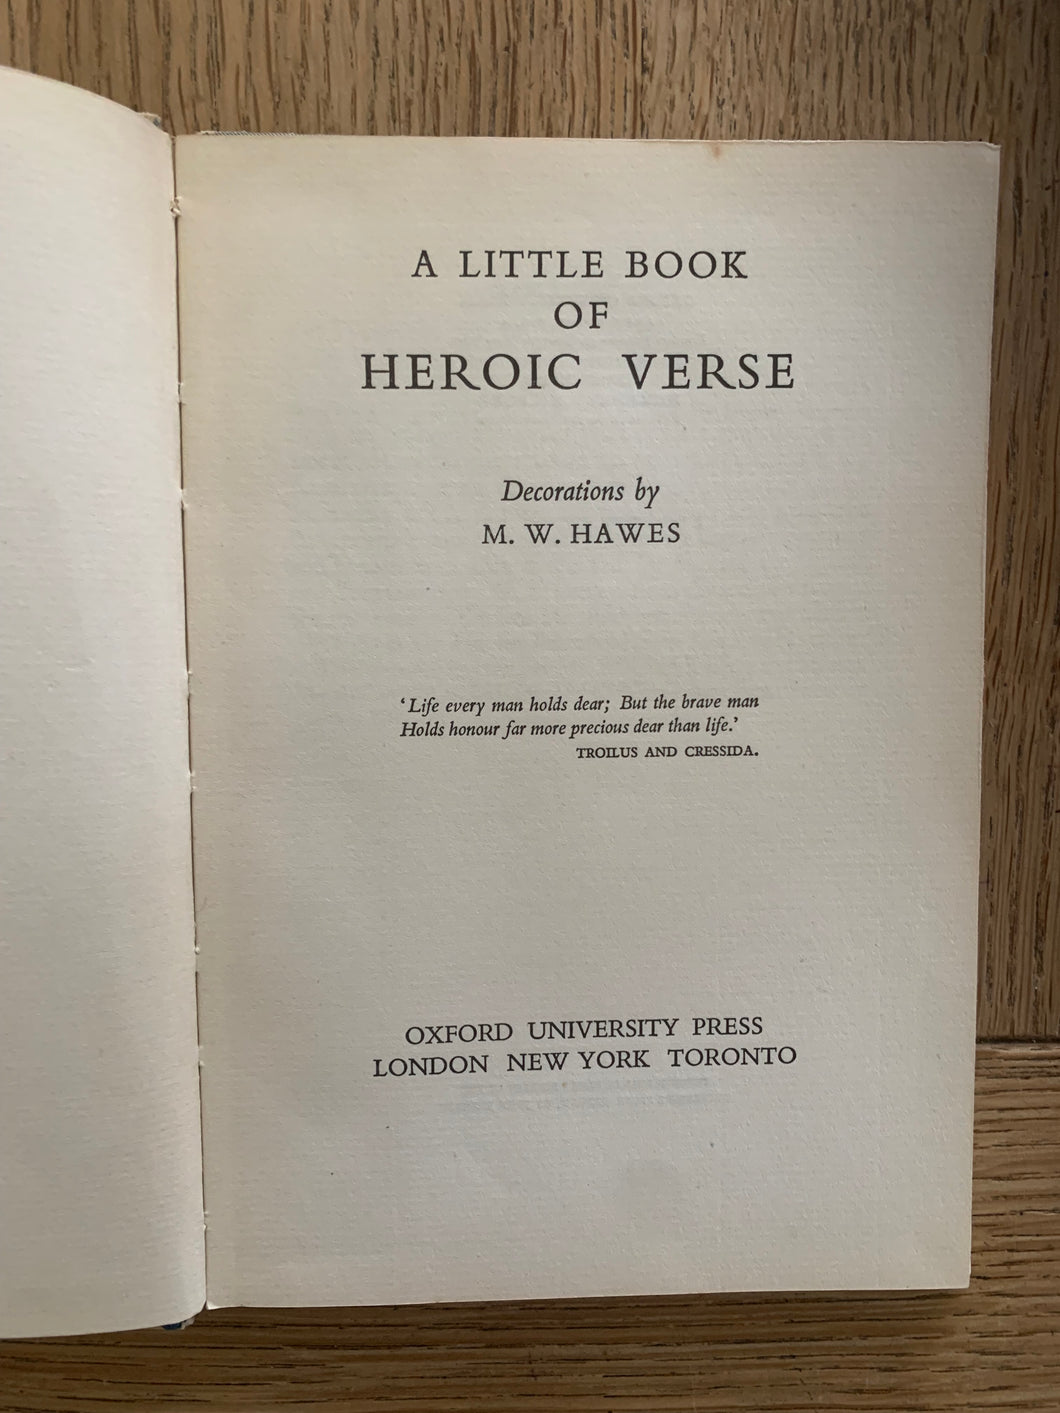 A LITTLE BOOK
OF
HEROIC VERSE
Decorations by
M. W. HAWES
‘Life every man holds dear; But the brave man
Holds honour far more precious dear than life.’
TROILUS AND CRESSIDA.
OXFORD UNIVERSITY PRESS
LONDON NEW YORK TORONTO